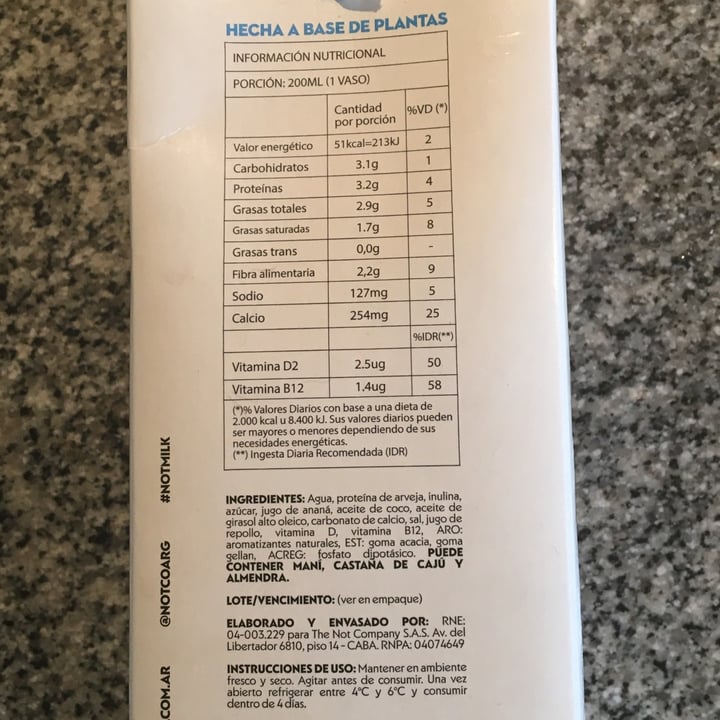 HECHA A BASE DE PLANTAS
INFORMACIÓN NUTRICIONAL
PORCIÓN: 200ML (1 VASO)
Cantidad por porción %VD (*)
Valor energético 51kcal=213kJ 2
Carbohidratos 3.1g 1
Proteínas 3.2g 4
Grasas totales 2.9g 5
Grasas saturadas 1.7g 8
Grasas trans 0,0g -
Fibra alimentaria 2,2g 9
Sodio 127mg 5
Calcio 254mg 25
%IDR(**)
Vitamina D2 2.5ug 50
Vitamina B12 1.4ug 58
(*)% Valores Diarios con base a una dieta de
2.000 kcal u 8.400 kJ. Sus valores diarios pueden
ser mayores o menores dependiendo de sus
necesidades energéticas.
(**) Ingesta Diaria Recomendada (IDR)
INGREDIENTES: Agua, proteína de arveja, inulina,
azúcar, jugo de ananá, aceite de coco, aceite de
girasol alto oleico, carbonato de calcio, sal, jugo de
repollo, vitamina D, vitamina B12, ARO:
aromatizantes naturales, EST: goma acacia, goma
gellan, ACREG: fosfato dipotásico. PUEDE
CONTENER MANÍ, CASTAÑA DE CAJÚ Y
ALMENDRA.
LOTE/VENCIMIENTO: (ver en empaque)
ELABORADO Y ENVASADO POR: RNE:
04-003.229 para The Not Company S.A.S. Av. del
Libertador 6810, piso 14 - CABA. RNPA: 04074649
INSTRUCCIONES DE USO: Mantener en ambiente
fresco y seco. Agitar antes de consumir. Una vez
abierto refrigerar entre 4°C y 6°C y consumir
dentro de 4 días.
#NOTMILK
@NOTCOARG
.COM.AR